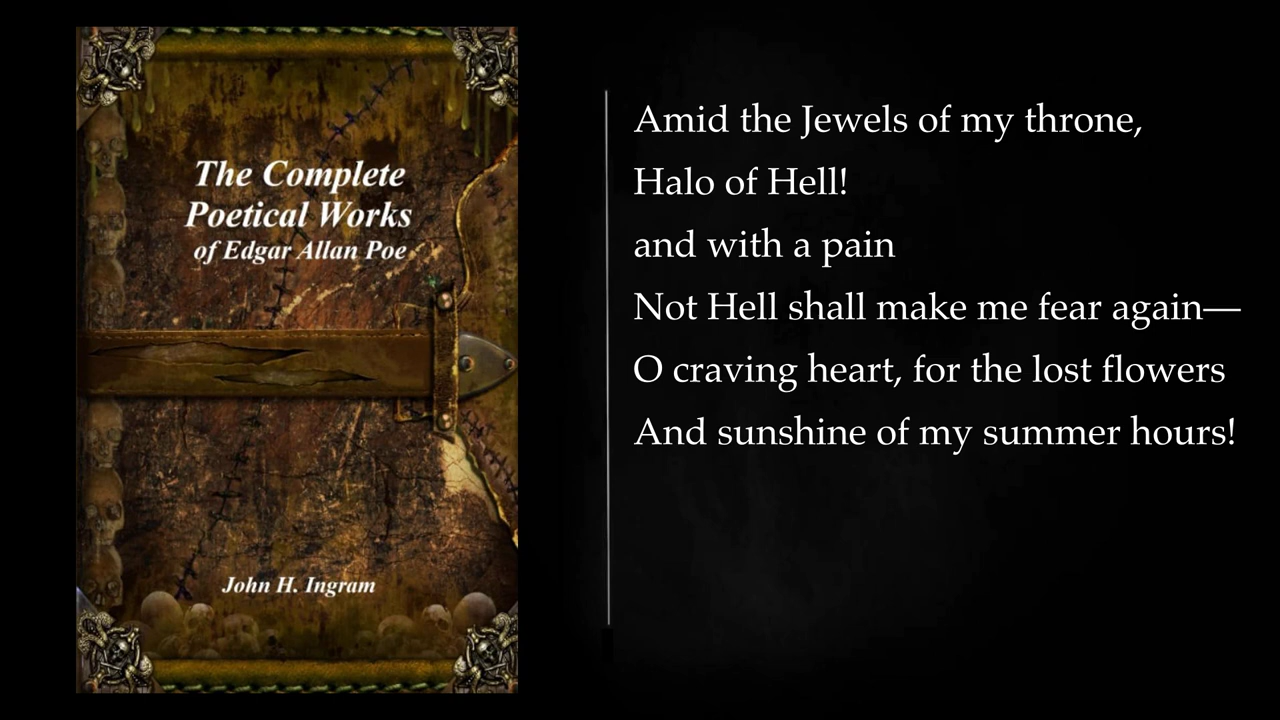 The Complete
Poetical Works
of Edgar Allan Poe
John H. Ingram
Amid the Jewels of my throne,
Halo of Hell!
and with a pain
Not Hell shall make me fear again—
O craving heart, for the lost flowers
And sunshine of my summer hours!